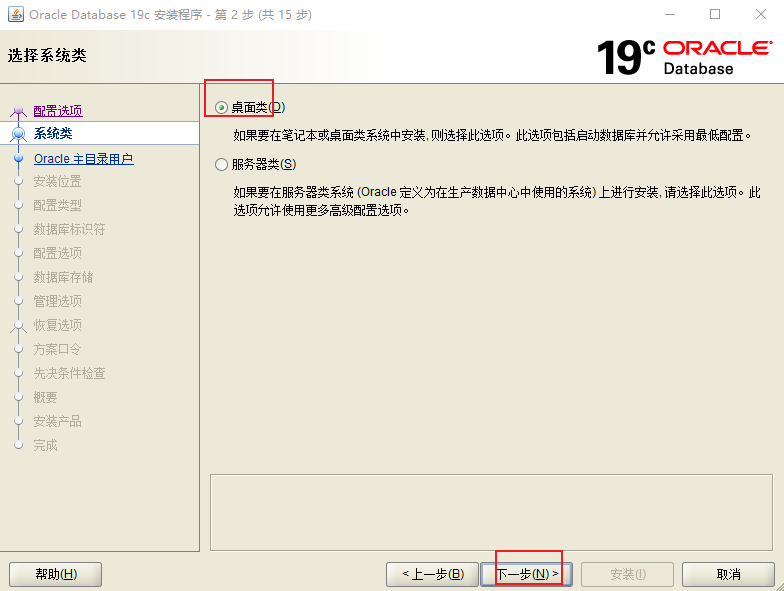 Oracle Database 19c 安装程序 - 第 2 步 (共 15 步)
选择系统类
19c ORACLE
Database
配置选项
系统类
Oracle 主目录用户
安装位置
配置类型
数据库标识符
配置选项
数据库存储
管理选项
恢复选项
方案口令
先决条件检查
概要
安装产品
完成
桌面类(D)
如果要在笔记本或桌面类系统中安装,则选择此选项。此选项包括启动数据库并允许采用最低配置。
服务器类(S)
如果要在服务器类系统 (Oracle 定义为在生产数据中心中使用的系统) 上进行安装,请选择此选项。此
选项允许使用更多高级配置选项。
帮助(H)
< 上一步(B)
下一步(N) >
安装(I)
取消